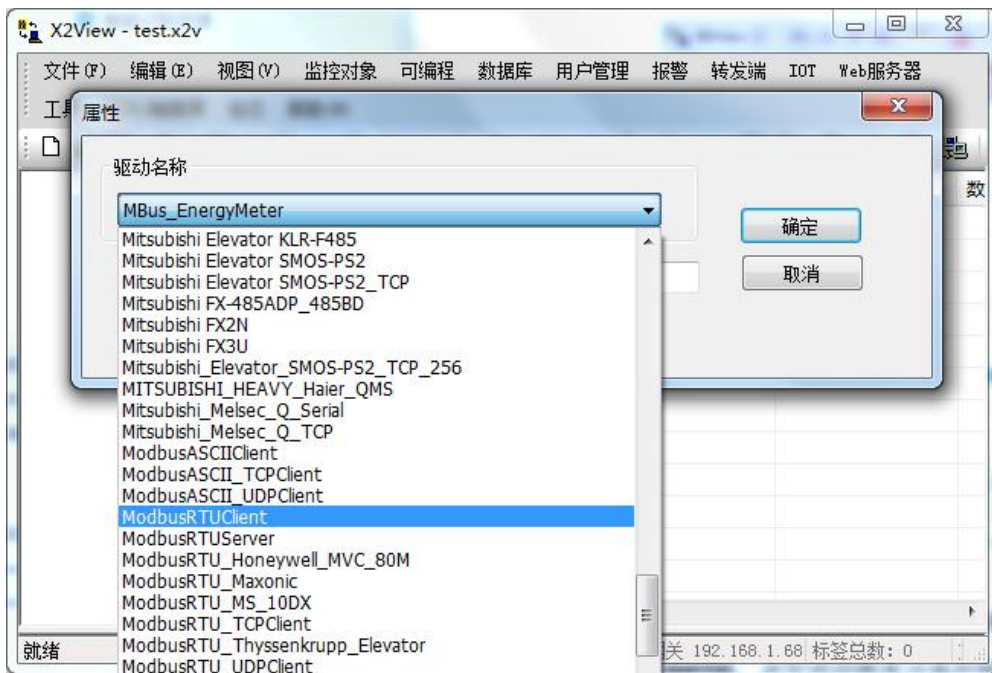 X2View - test.x2v
文件(F) 编辑(E) 视图(V) 监控对象 可编程 数据库 用户管理 报警 转发端 IOT Web服务器
属性
驱动名称
数
MBus_EnergyMeter
确定
Mitsubishi Elevator KLR-F485
Mitsubishi Elevator SMOS-PS2
取消
Mitsubishi Elevator SMOS-PS2_TCP
Mitsubishi FX-485ADP_485BD
Mitsubishi FX2N
Mitsubishi FX3U
Mitsubishi_Elevator_SMOS-PS2_TCP_256
MITSUBISHI_HEAVY_Haier_QMS
Mitsubishi_Melsec_Q_Serial
Mitsubishi_Melsec_Q_TCP
ModbusASCIIClient
ModbusASCII_TCPClient
ModbusASCII_UDPClient
ModbusRTUClient
ModbusRTUServer
ModbusRTU_Honeywell_MVC_80M
ModbusRTU_Maxonic
ModbusRTU_MS_10DX
ModbusRTU_TCPClient
ModbusRTU_Thyssenkrupp_Elevator
ModbusRTU_UDPClient
就绪 关 192.168.1.68 标签总数: 0